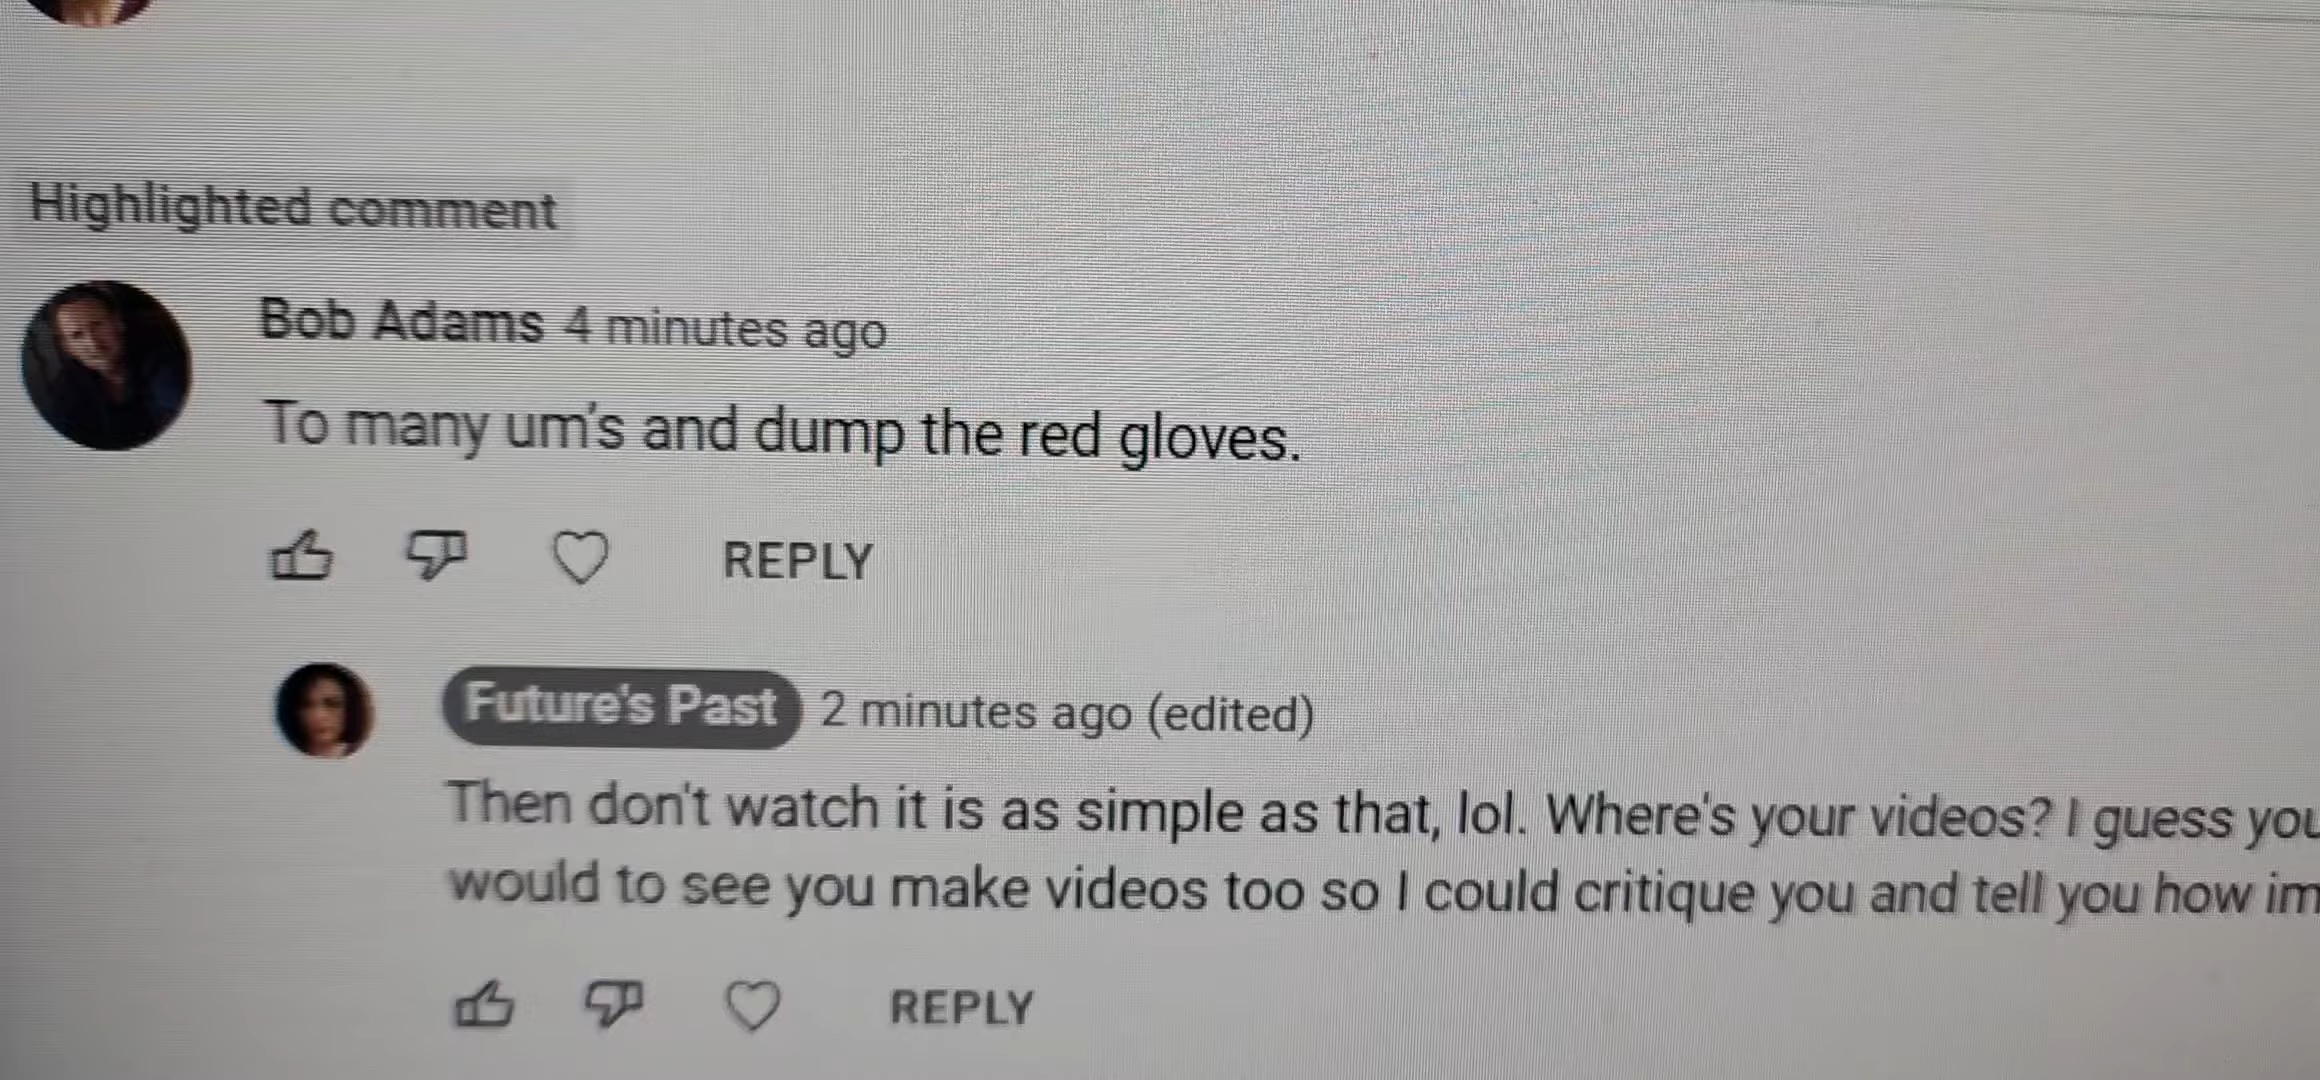 Highlighted comment
Bob Adams 4 minutes ago
To many um's and dump the red gloves.
REPLY
Future's Past 2 minutes ago (edited)
Then don't watch it is as simple as that, lol. Where's your videos? I guess you
would to see you make videos too so I could critique you and tell you how im
REPLY